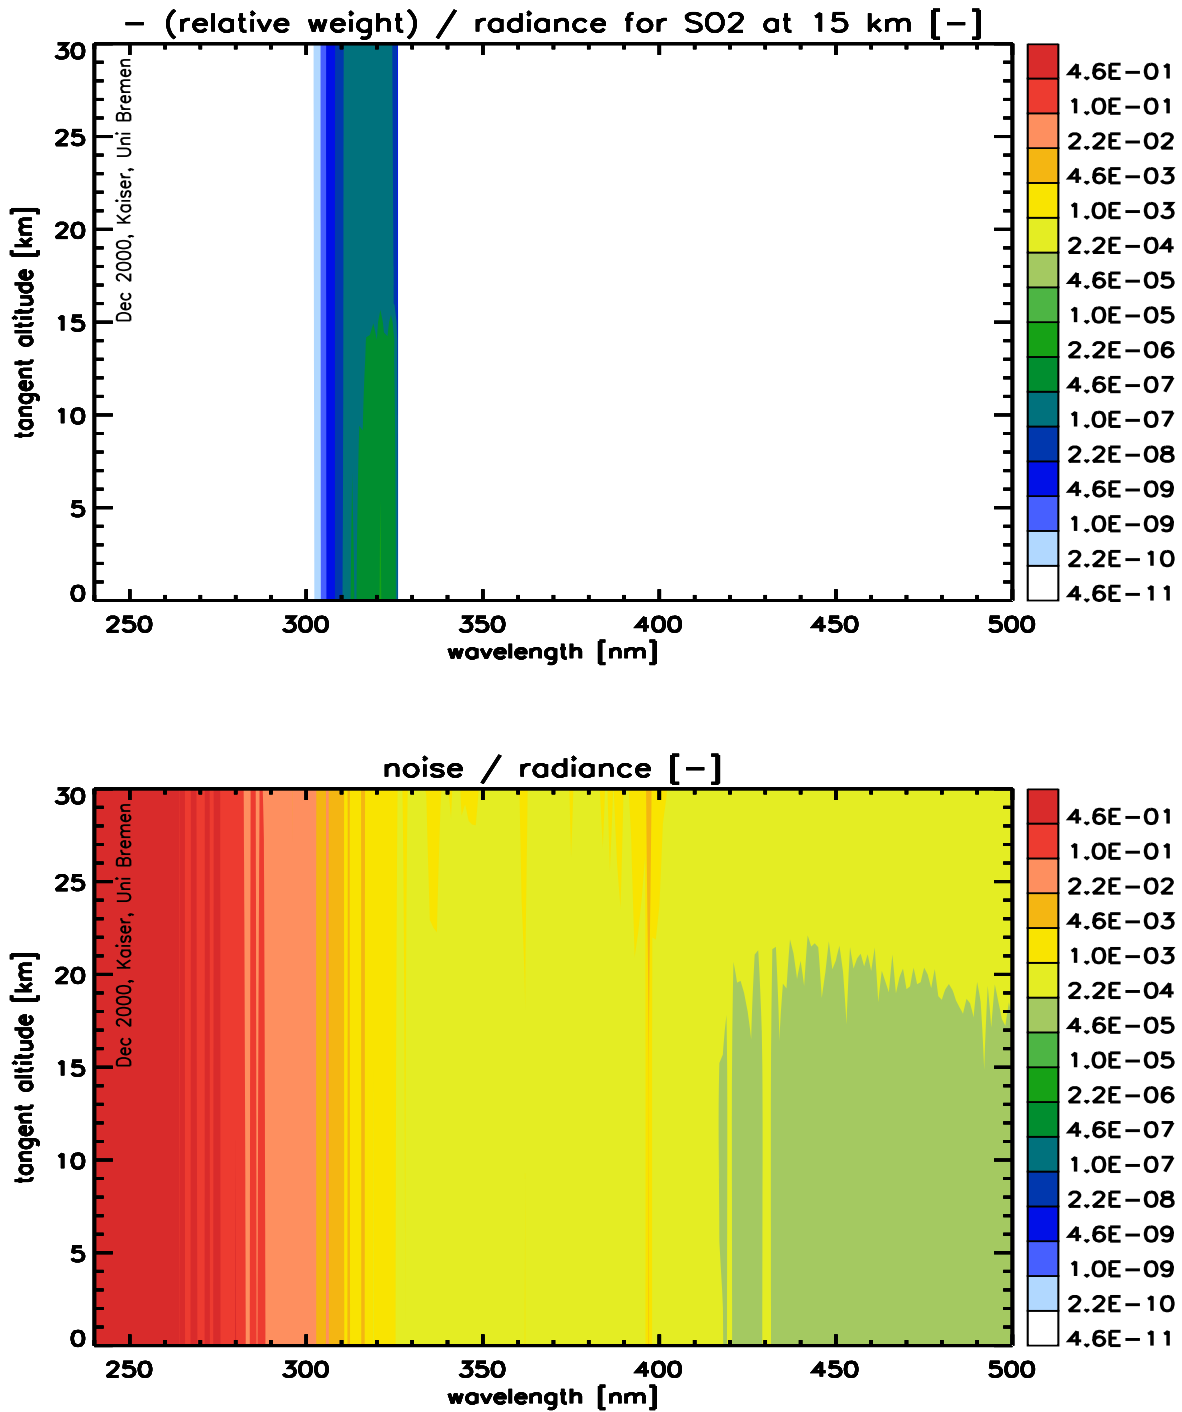 - (relative weight) / radiance for SO2 at 15 km [-]
30
25
20
15
10
5
0
tangent altitude [km]
Dec 2000, Kaiser, Uni Bremen
250 300 350 400 450 500
wavelength [nm]
4.6E-01
1.0E-01
2.2E-02
4.6E-03
1.0E-03
2.2E-04
4.6E-05
1.0E-05
2.2E-06
4.6E-07
1.0E-07
2.2E-08
4.6E-09
1.0E-09
2.2E-10
4.6E-11
noise / radiance [-]
30
25
20
15
10
5
0
tangent altitude [km]
Dec 2000, Kaiser, Uni Bremen
250 300 350 400 450 500
wavelength [nm]
4.6E-01
1.0E-01
2.2E-02
4.6E-03
1.0E-03
2.2E-04
4.6E-05
1.0E-05
2.2E-06
4.6E-07
1.0E-07
2.2E-08
4.6E-09
1.0E-09
2.2E-10
4.6E-11